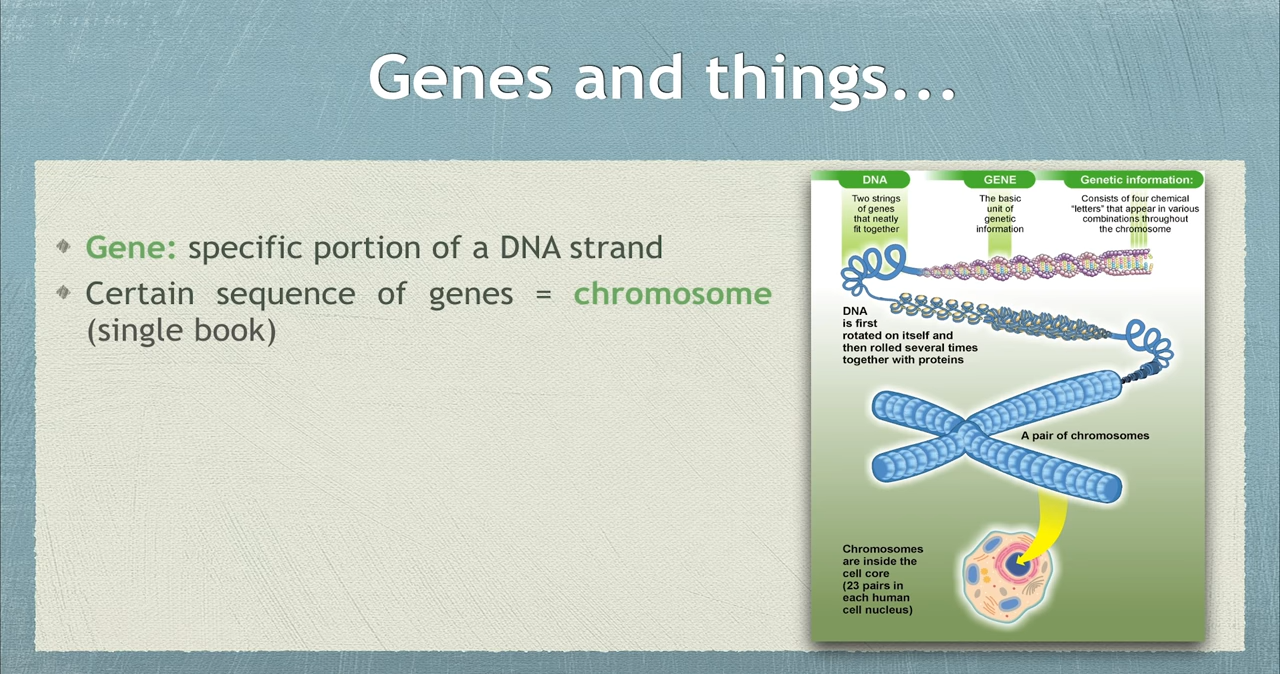 Genes and things...
Gene: specific portion of a DNA strand
Certain sequence of genes = chromosome
(single book)
DNA
Two strings
of genes
that neatly
fit together
GENE
The basic
unit of
genetic
information
Genetic information:
Consists of four chemical
"letters" that appear in various
combinations throughout
the chromosome
DNA
is first
rotated on itself and
then rolled several times
together with proteins
A pair of chromosomes
Chromosomes
are inside the
cell core
(23 pairs in
each human
cell nucleus)